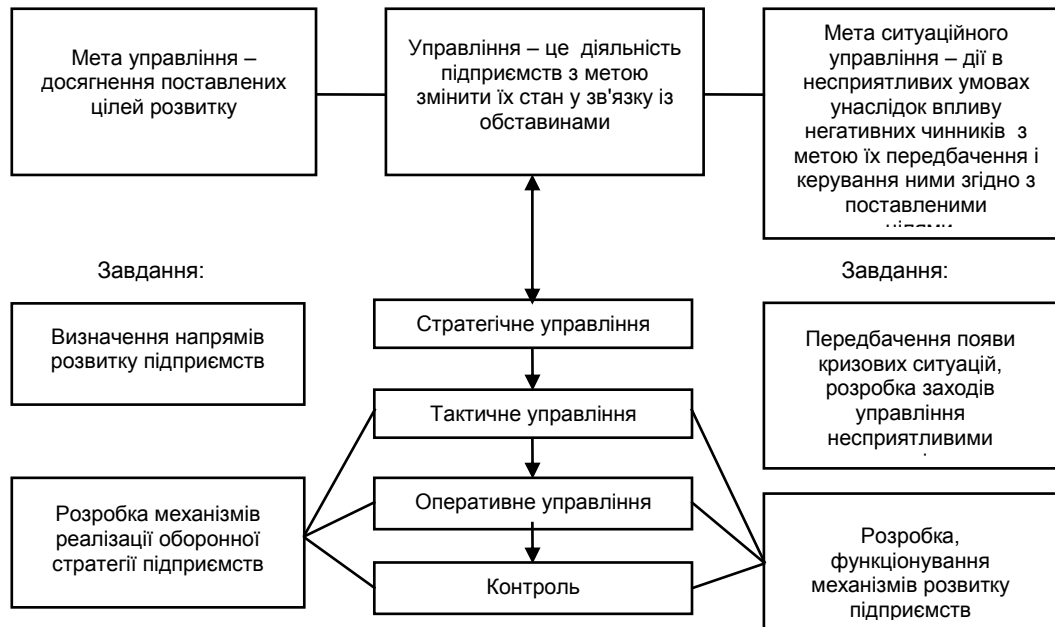 Мета управління –
досягнення поставлених
цілей розвитку
Управління – це діяльність
підприємств з метою
змінити їх стан у зв'язку із
обставинами
Мета ситуаційного
управління – дії в
несприятливих умовах
унаслідок впливу
негативних чинників з
метою їх передбачення і
керування ними згідно з
поставленими
Завдання:
Завдання:
Визначення напрямів
розвитку підприємств
Стратегічне управління
Передбачення появи
кризових ситуацій,
розробка заходів
управління
несприятливими
Тактичне управління
Розробка механізмів
реалізації оборонної
стратегії підприємств
Оперативне управління
Контроль
Розробка,
функціонування
механізмів розвитку
підприємств